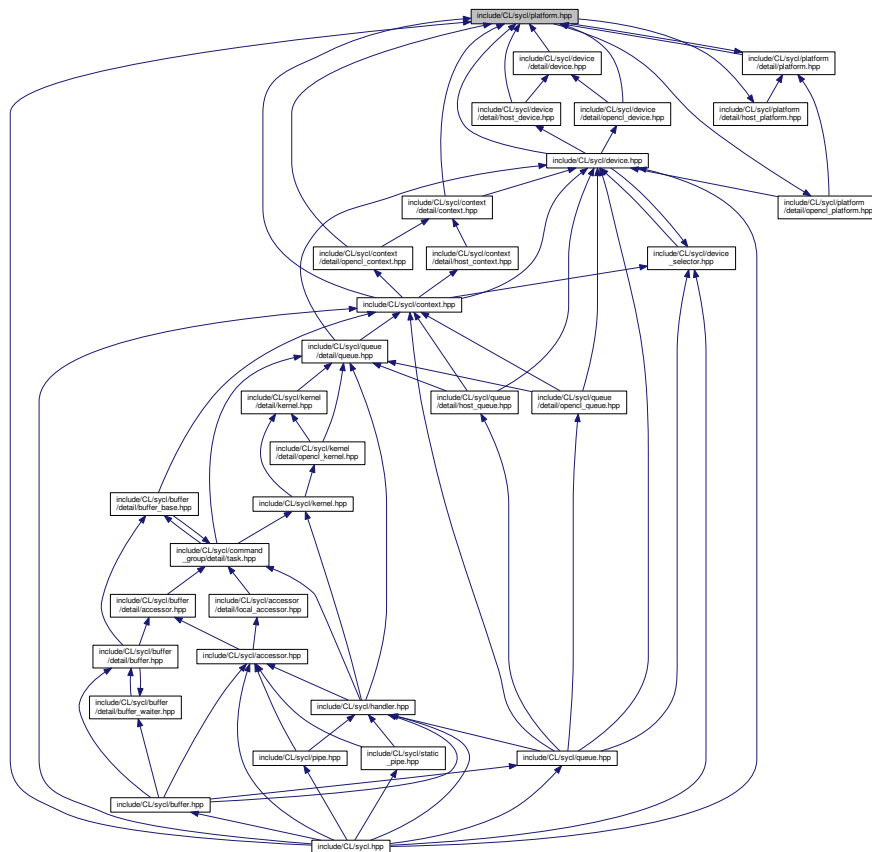 include/CL/sycl/platform.hpp
include/CL/sycl/device
/detail/device.hpp
include/CL/sycl/platform
/detail/platform.hpp
include/CL/sycl/device
/detail/host_device.hpp
include/CL/sycl/device
/detail/opencl_device.hpp
include/CL/sycl/platform
/detail/host_platform.hpp
include/CL/sycl/device.hpp
include/CL/sycl/context
/detail/context.hpp
include/CL/sycl/platform
/detail/opencl_platform.hpp
include/CL/sycl/context
/detail/opencl_context.hpp
include/CL/sycl/context
/detail/host_context.hpp
include/CL/sycl/device
_selector.hpp
include/CL/sycl/context.hpp
include/CL/sycl/queue
/detail/queue.hpp
include/CL/sycl/kernel
/detail/kernel.hpp
include/CL/sycl/queue
/detail/host_queue.hpp
include/CL/sycl/queue
/detail/opencl_queue.hpp
include/CL/sycl/kernel
/detail/opencl_kernel.hpp
include/CL/sycl/buffer
/detail/buffer_base.hpp
include/CL/sycl/kernel.hpp
include/CL/sycl/command
_group/detail/task.hpp
include/CL/sycl/buffer
/detail/accessor.hpp
include/CL/sycl/accessor
/detail/local_accessor.hpp
include/CL/sycl/buffer
/detail/buffer.hpp
include/CL/sycl/accessor.hpp
include/CL/sycl/buffer
/detail/buffer_waiter.hpp
include/CL/sycl/handler.hpp
include/CL/sycl/pipe.hpp
include/CL/sycl/static
_pipe.hpp
include/CL/sycl/queue.hpp
include/CL/sycl/buffer.hpp
include/CL/sycl/sycl.hpp